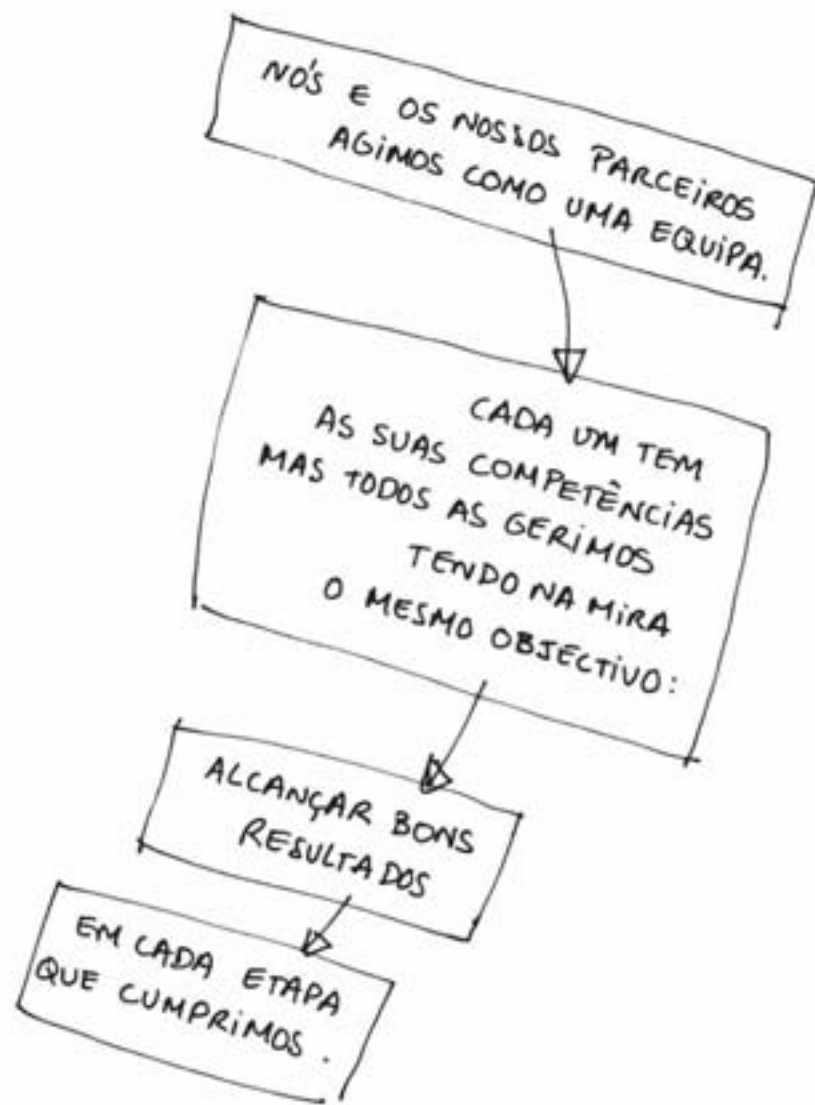 NÓS E OS NOSSOS PARCEIROS
AGIMOS COMO UMA EQUIPA.
CADA UM TEM
AS SUAS COMPETÊNCIAS
MAS TODOS AS GERIMOS
TENDO NA MIRA
O MESMO OBJECTIVO:
ALCANÇAR BONS
RESULTADOS
EM CADA ETAPA
QUE CUMPRIMOS.